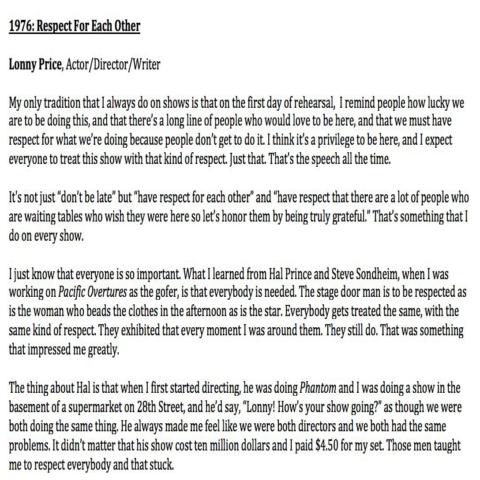 1976: Respect For Each Other
Lonny Price, Actor/Director/Writer
My only tradition that I always do on shows is that on the first day of rehearsal,  I remind people how lucky we
are to be doing this, and that there's a long line of people who would love to be here, and that we must have
respect for what we're doing because people don't get to do it. I think it's a privilege to be here, and I expect
everyone to treat this show with that kind of respect. Just that. That's the speech all the time.
It's not just "don't be late" but "have respect for each other" and "have respect that there are a lot of people who
are waiting tables who wish they were here so let's honor them by being truly grateful." That's something that I
do on every show.
I just know that everyone is so important. What I learned from Hal Prince and Steve Sondheim, when I was
working on Pacific Overtures as the gofer, is that everybody is needed. The stage door man is to be respected as
is the woman who beads the clothes in the afternoon as is the star. Everybody gets treated the same, with the
same kind of respect. They exhibited that every moment I was around them. They still do. That was something
that impressed me greatly.
The thing about Hal is that when I first started directing, he was doing Phantom and I was doing a show in the
basement of a supermarket on 28th Street, and he'd say, "Lonny! How's your show going?" as though we were
both doing the same thing. He always made me feel like we were both directors and we both had the same
problems. It didn't matter that his show cost ten million dollars and I paid $4.50 for my set. Those men taught
me to respect everybody and that stuck.